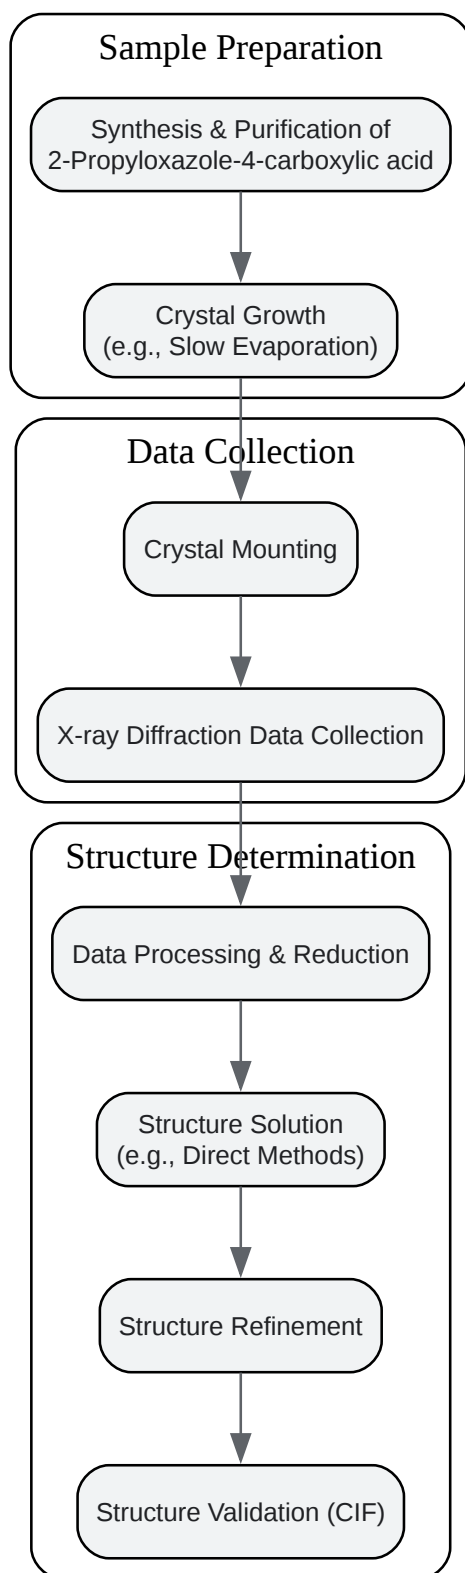 Sample Preparation
Synthesis & Purification of
2-Propyloxazole-4-carboxylic acid
Crystal Growth
(e.g., Slow Evaporation)
Data Collection
Crystal Mounting
X-ray Diffraction Data Collection
Structure Determination
Data Processing & Reduction
Structure Solution
(e.g., Direct Methods)
Structure Refinement
Structure Validation (CIF)